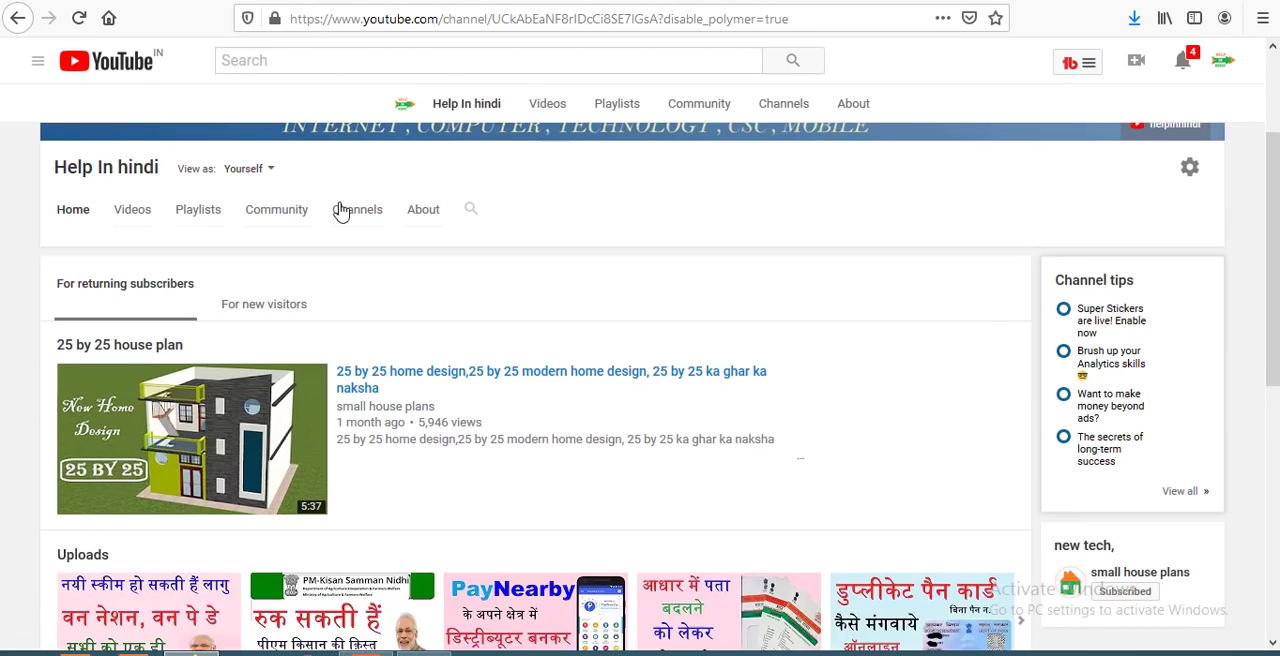 https://www.youtube.com/channel/UCkAbEaNF8rIDcCi8SE7lGsA?disable_polymer=true
YouTube IN
Search
4
Help In hindi Videos Playlists Community Channels About
INTERNET , COMPUTER , TECHNOLOGY , CSC , MOBILE
helpinhindi
Help In hindi View as: Yourself
Home Videos Playlists Community Channels About
For returning subscribers
For new visitors
25 by 25 house plan
New Home
Design
25 BY 25
5:37
25 by 25 home design,25 by 25 modern home design, 25 by 25 ka ghar ka
naksha
small house plans
1 month ago • 5,946 views
25 by 25 home design,25 by 25 modern home design, 25 by 25 ka ghar ka naksha
...
Channel tips
Super Stickers
are live! Enable
now
Brush up your
Analytics skills
🤓
Want to make
money beyond
ads?
The secrets of
long-term
success
View all »
new tech,
small house plans
Subscribed
Uploads
नयी स्कीम हो सकती हैं लागु
वन नेशन, वन पे डे
सभी को एक ही
PM-Kisan Samman Nidhi
रुक सकती हैं
पीएम किसान की क़िस्त
PayNearby
के अपने क्षेत्र में
डिस्ट्रीब्यूटर बनकर
आधार में पता
बदलने
को लेकर
डुप्लीकेट पैन कार्ड
बिना पैन न.
कैसे मंगवाये
ऑनलाइन
Activate Windows
Go to PC settings to activate Windows.